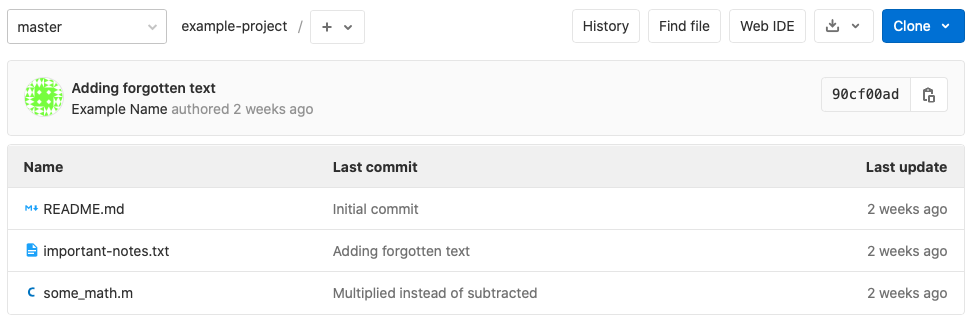 master example-project / + History Find file Web IDE Clone
Adding forgotten text
Example Name authored 2 weeks ago 90cf00ad
Name Last commit Last update
M↓ README.md Initial commit 2 weeks ago
important-notes.txt Adding forgotten text 2 weeks ago
C some_math.m Multiplied instead of subtracted 2 weeks ago